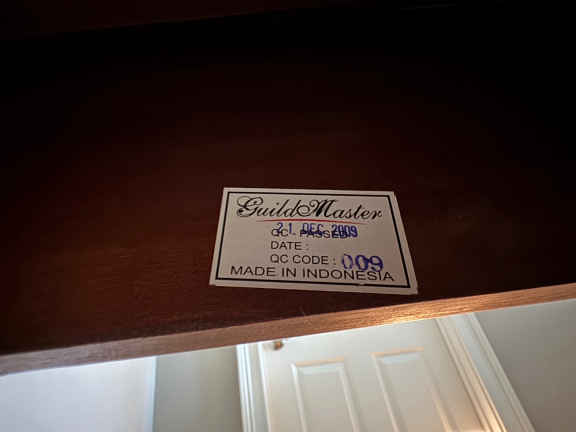 GuildMaster
21 DEC 2009
QC - PASSED
DATE :
QC CODE : 009
MADE IN INDONESIA